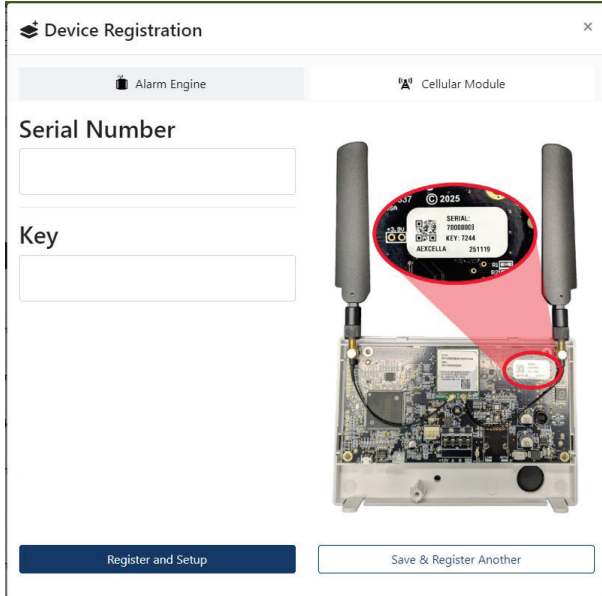 Device Registration
×
Alarm Engine
Cellular Module
Serial Number
Key
© 2025
+3.9V
SERIAL:
70000003
KEY: 7244
AEXCELLA 251119
Register and Setup
Save & Register Another